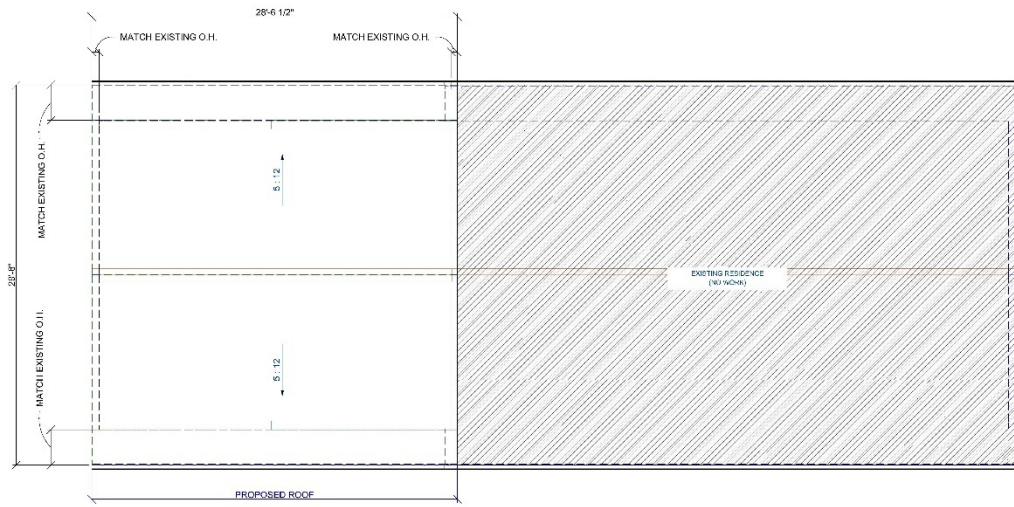 28'-6 1/2"
MATCH EXISTING O.H.
MATCH EXISTING O.H.
MATCH EXISTING O.H.
5 : 12
28'-8"
EXISTING RESIDENCE
(NO WORK)
5 : 12
MATCH EXISTING O.H.
PROPOSED ROOF